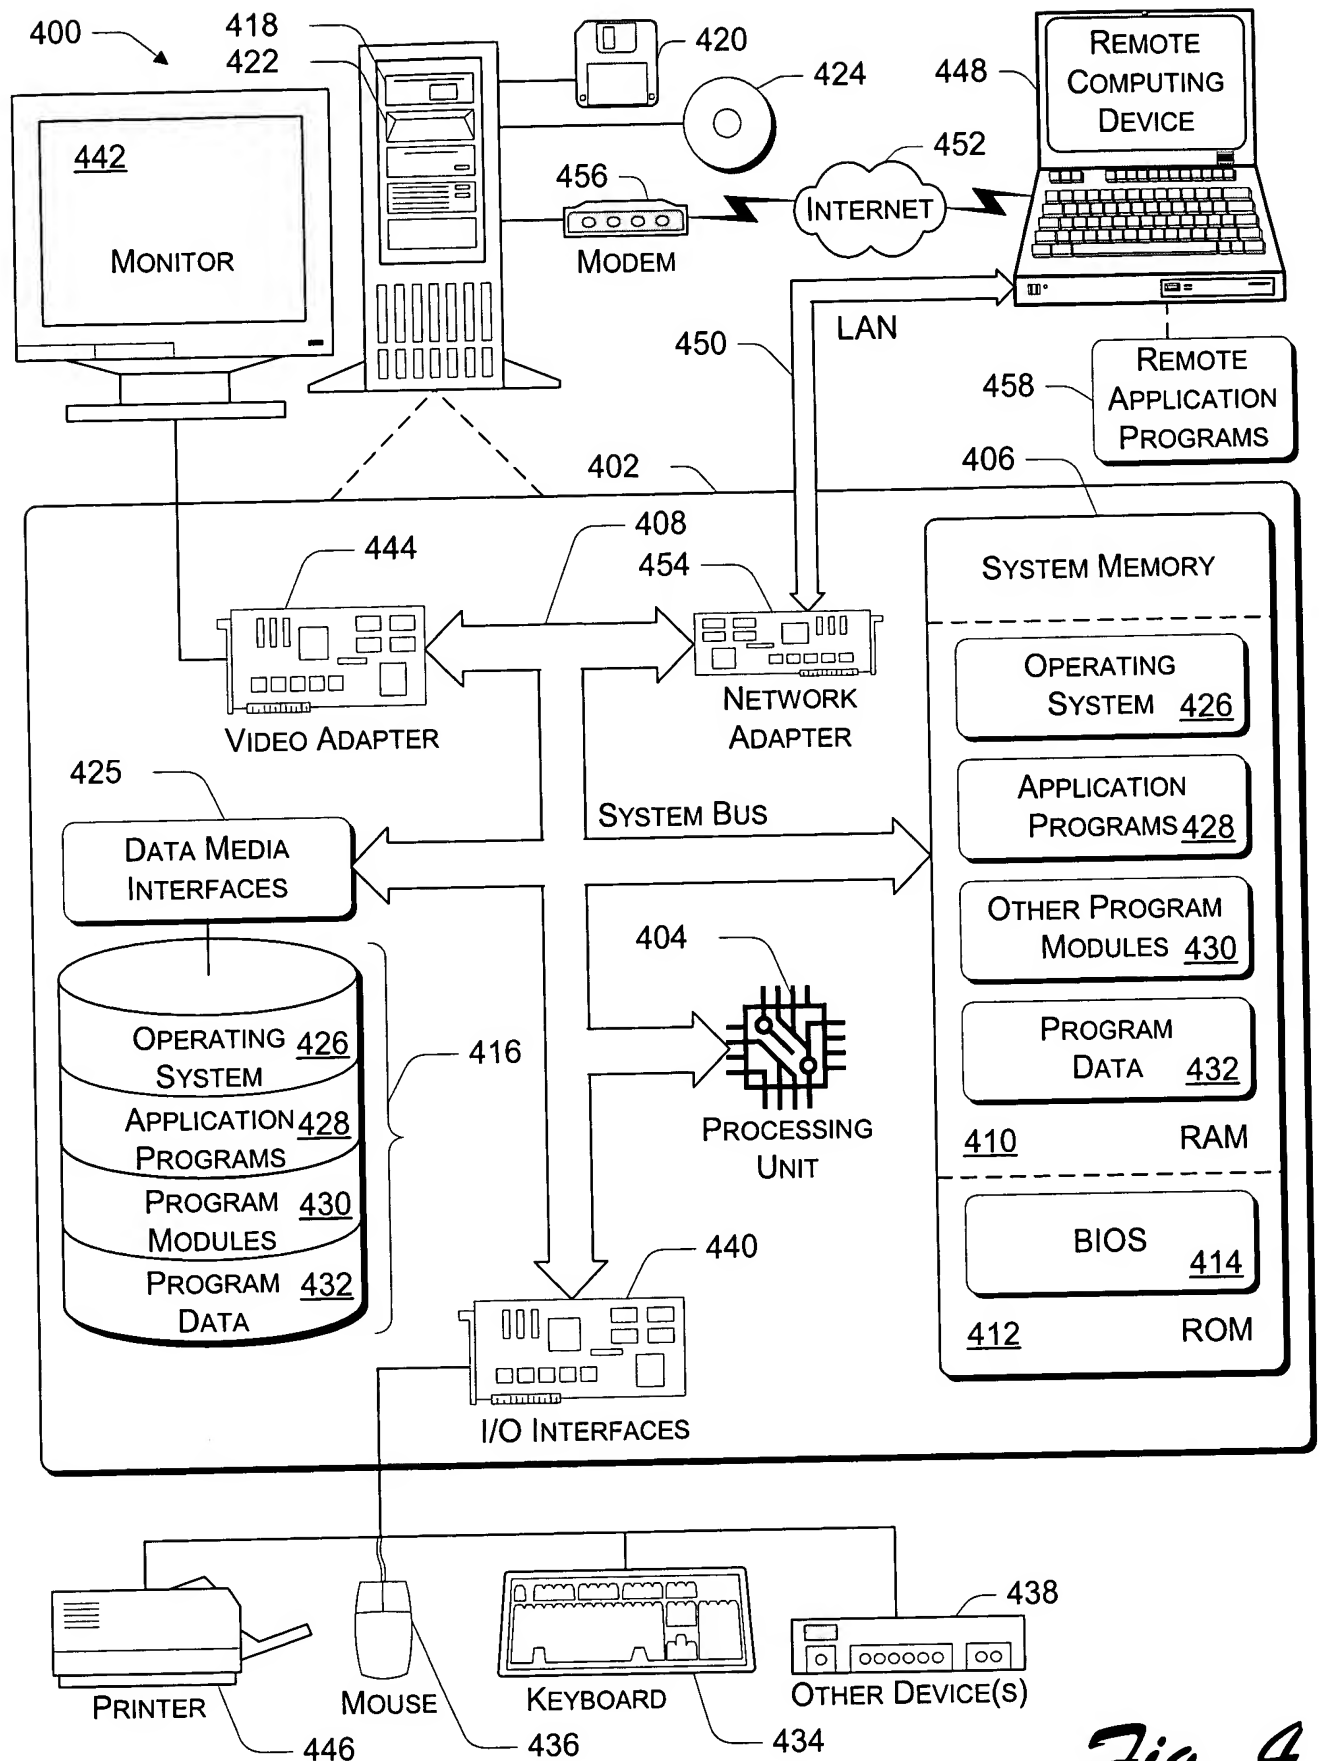 400
418
422
420
424
448
REMOTE
COMPUTING
DEVICE
442
MONITOR
456
MODEM
452
INTERNET
LAN
450
458
REMOTE
APPLICATION
PROGRAMS
402
406
408
444
454
VIDEO ADAPTER
NETWORK
ADAPTER
SYSTEM MEMORY
OPERATING
SYSTEM 426
APPLICATION
PROGRAMS 428
OTHER PROGRAM
MODULES 430
PROGRAM
DATA 432
410 RAM
BIOS
414
412 ROM
425
DATA MEDIA
INTERFACES
SYSTEM BUS
404
PROCESSING
UNIT
OPERATING 426
SYSTEM
APPLICATION 428
PROGRAMS
PROGRAM 430
MODULES
PROGRAM 432
DATA
416
440
I/O INTERFACES
PRINTER
446
MOUSE
436
KEYBOARD
434
438
OTHER DEVICE(S)
Fig. 4